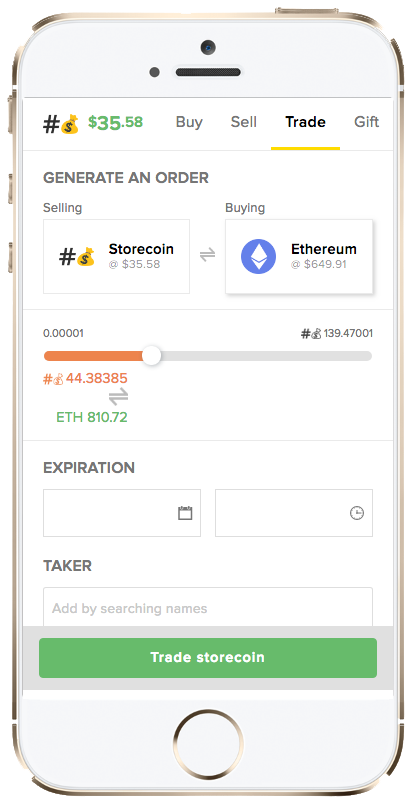 #💰 $35.58 Buy Sell Trade Gift
GENERATE AN ORDER
Selling Buying
#💰 Storecoin ⇌ Ethereum
@ $35.58 @ $649.91
0.00001 #💰 139.47001
#💰 44.38385
⇌
ETH 810.72
EXPIRATION
TAKER
Add by searching names
Trade storecoin